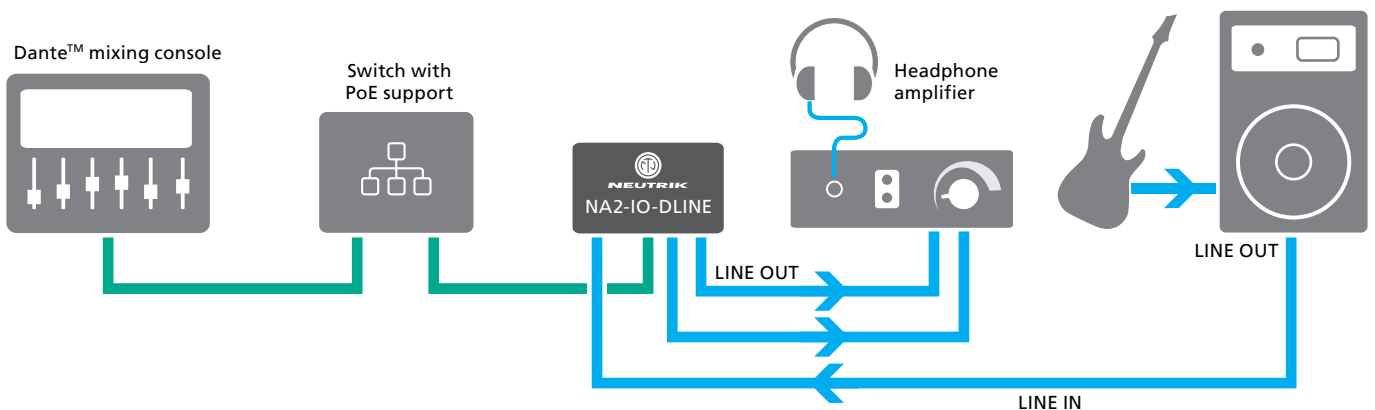 Dante™ mixing console
Switch with
PoE support
Headphone
amplifier
NEUTRIK
NA2-IO-DLINE
LINE OUT
LINE OUT
LINE IN